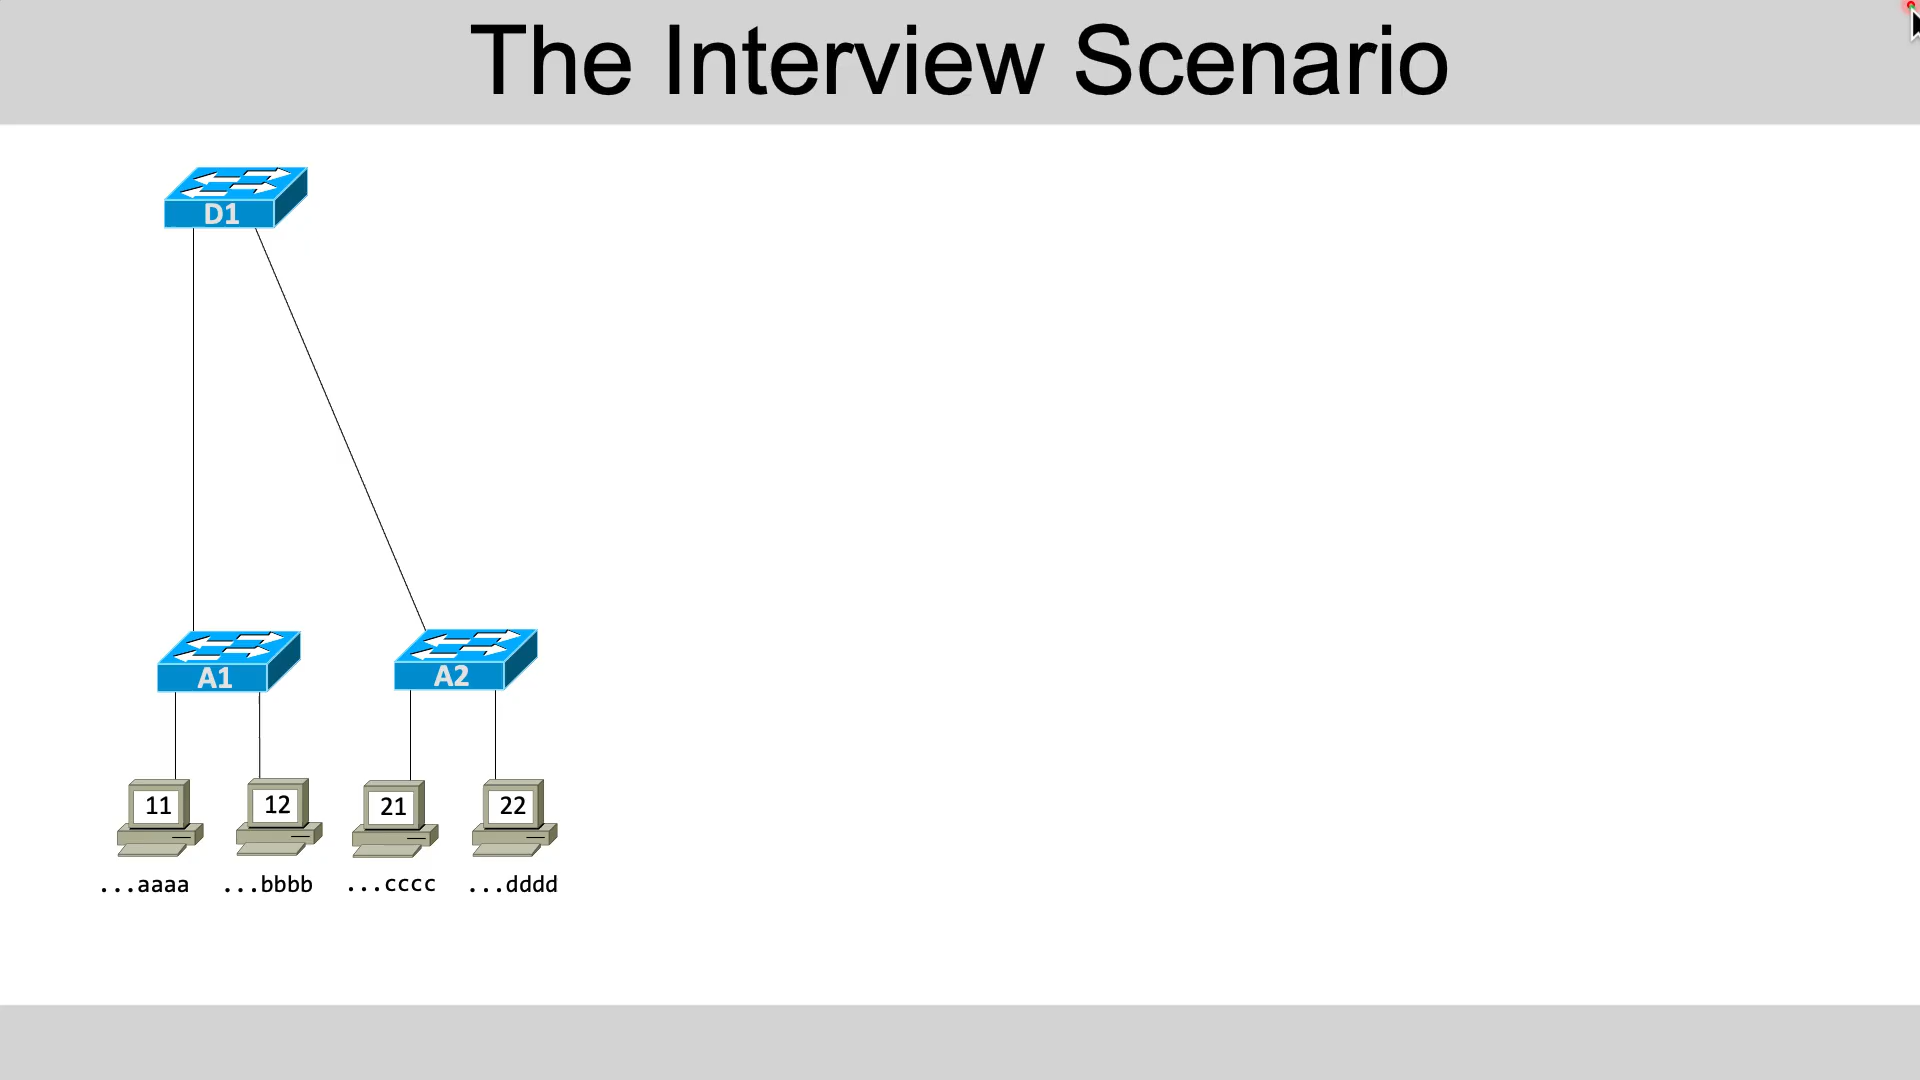 The Interview Scenario
D1
A1 A2
11 12 21 22
...aaaa ...bbbb ...cccc ...dddd